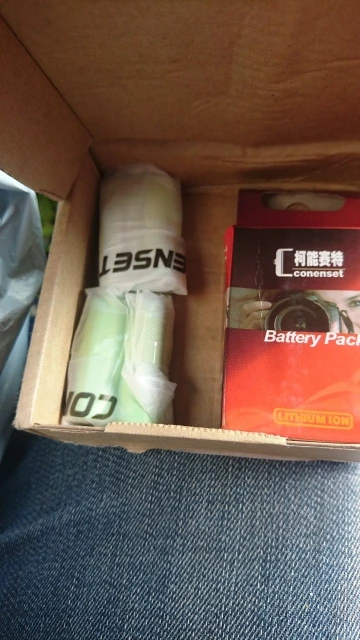 ENSET
CON
柯能赛特
conenset
Battery Pack
LITHIUM ION